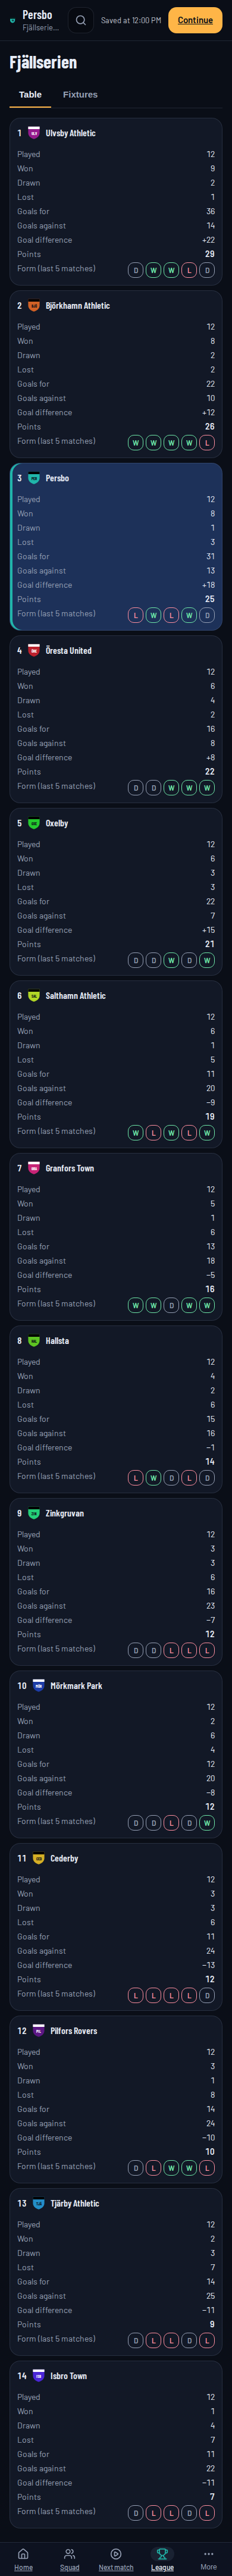 Persbo
Fjällserie...
Saved at 12:00 PM
Continue
Fjällserien
Table
Fixtures
1 Ulvsby Athletic
Played 12
Won 9
Drawn 2
Lost 1
Goals for 36
Goals against 14
Goal difference +22
Points 29
Form (last 5 matches) D W W L D
2 Björkhamn Athletic
Played 12
Won 8
Drawn 2
Lost 2
Goals for 22
Goals against 10
Goal difference +12
Points 26
Form (last 5 matches) W W W W L
3 Persbo
Played 12
Won 8
Drawn 1
Lost 3
Goals for 31
Goals against 13
Goal difference +18
Points 25
Form (last 5 matches) L W L W D
4 Öresta United
Played 12
Won 6
Drawn 4
Lost 2
Goals for 16
Goals against 8
Goal difference +8
Points 22
Form (last 5 matches) D D W W W
5 Oxelby
Played 12
Won 6
Drawn 3
Lost 3
Goals for 22
Goals against 7
Goal difference +15
Points 21
Form (last 5 matches) D D W D W
6 Salthamn Athletic
Played 12
Won 6
Drawn 1
Lost 5
Goals for 11
Goals against 20
Goal difference −9
Points 19
Form (last 5 matches) W L W L W
7 Granfors Town
Played 12
Won 5
Drawn 1
Lost 6
Goals for 13
Goals against 18
Goal difference −5
Points 16
Form (last 5 matches) W W D W W
8 Hallsta
Played 12
Won 4
Drawn 2
Lost 6
Goals for 15
Goals against 16
Goal difference −1
Points 14
Form (last 5 matches) L W D L D
9 Zinkgruvan
Played 12
Won 3
Drawn 3
Lost 6
Goals for 16
Goals against 23
Goal difference −7
Points 12
Form (last 5 matches) D D L L L
10 Mörkmark Park
Played 12
Won 2
Drawn 6
Lost 4
Goals for 12
Goals against 20
Goal difference −8
Points 12
Form (last 5 matches) D D L D W
11 Cederby
Played 12
Won 3
Drawn 3
Lost 6
Goals for 11
Goals against 24
Goal difference −13
Points 12
Form (last 5 matches) L L L L D
12 Pilfors Rovers
Played 12
Won 3
Drawn 1
Lost 8
Goals for 14
Goals against 24
Goal difference −10
Points 10
Form (last 5 matches) D L W W L
13 Tjärby Athletic
Played 12
Won 2
Drawn 3
Lost 7
Goals for 14
Goals against 25
Goal difference −11
Points 9
Form (last 5 matches) D L L D L
14 Isbro Town
Played 12
Won 1
Drawn 4
Lost 7
Goals for 11
Goals against 22
Goal difference −11
Points 7
Form (last 5 matches) D L L D L
Home
Squad
Next match
League
More